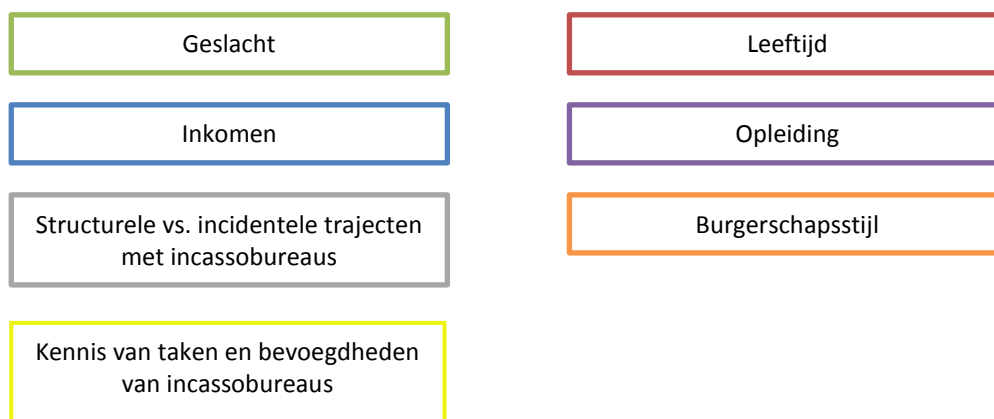 Geslacht
Leeftijd
Inkomen
Opleiding
Structurele vs. incidentele trajecten
met incassobureaus
Burgerschapsstijl
Kennis van taken en bevoegdheden
van incassobureaus